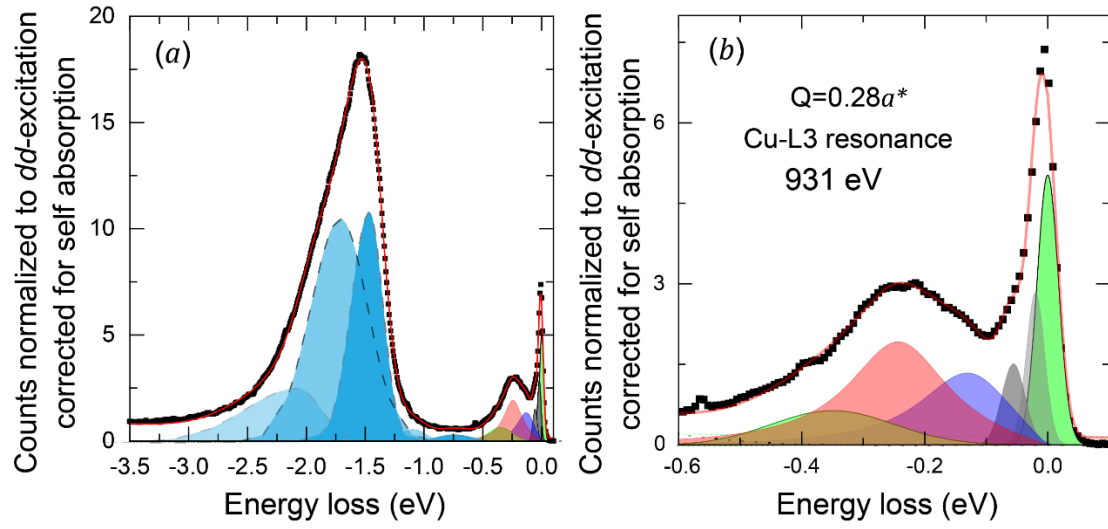 (a)
Counts normalized to dd-excitation
corrected for self absorption
20
15
10
5
0
-3.5 -3.0 -2.5 -2.0 -1.5 -1.0 -0.5 0.0
Energy loss (eV)
(b)
Q=0.28a*
Cu-L3 resonance
931 eV
Counts normalized to dd-excitation
corrected for self absorption
6
3
0
-0.6 -0.4 -0.2 0.0
Energy loss (eV)